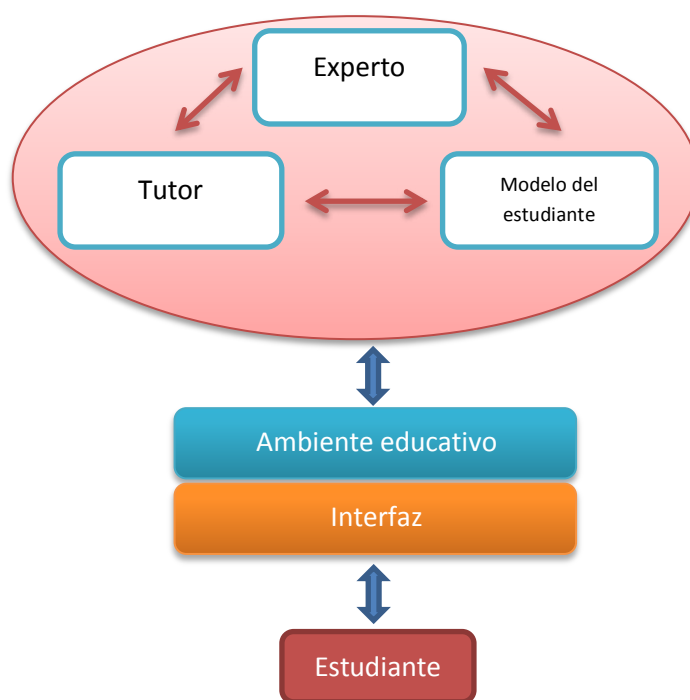 Experto
Tutor
Modelo del
estudiante
Ambiente educativo
Interfaz
Estudiante